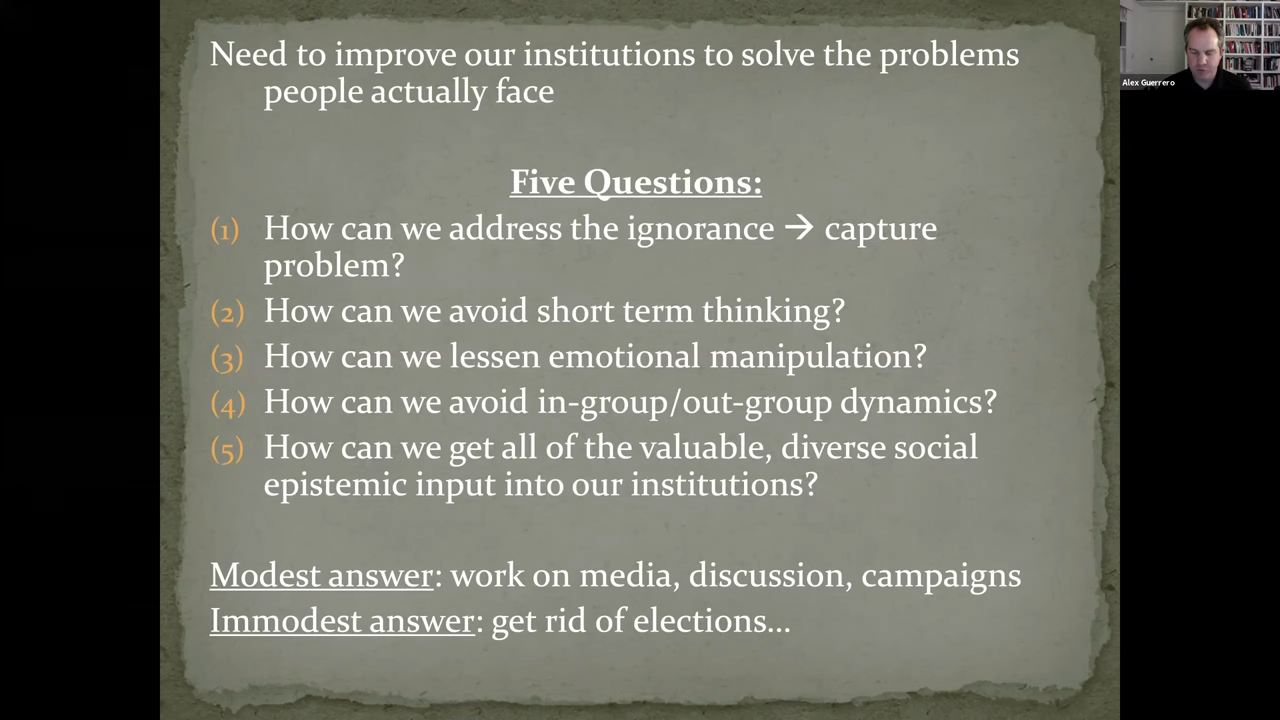 Need to improve our institutions to solve the problems
people actually face
Five Questions:
(1) How can we address the ignorance → capture
problem?
(2) How can we avoid short term thinking?
(3) How can we lessen emotional manipulation?
(4) How can we avoid in-group/out-group dynamics?
(5) How can we get all of the valuable, diverse social
epistemic input into our institutions?
Modest answer: work on media, discussion, campaigns
Immodest answer: get rid of elections...
Alex Guerrero